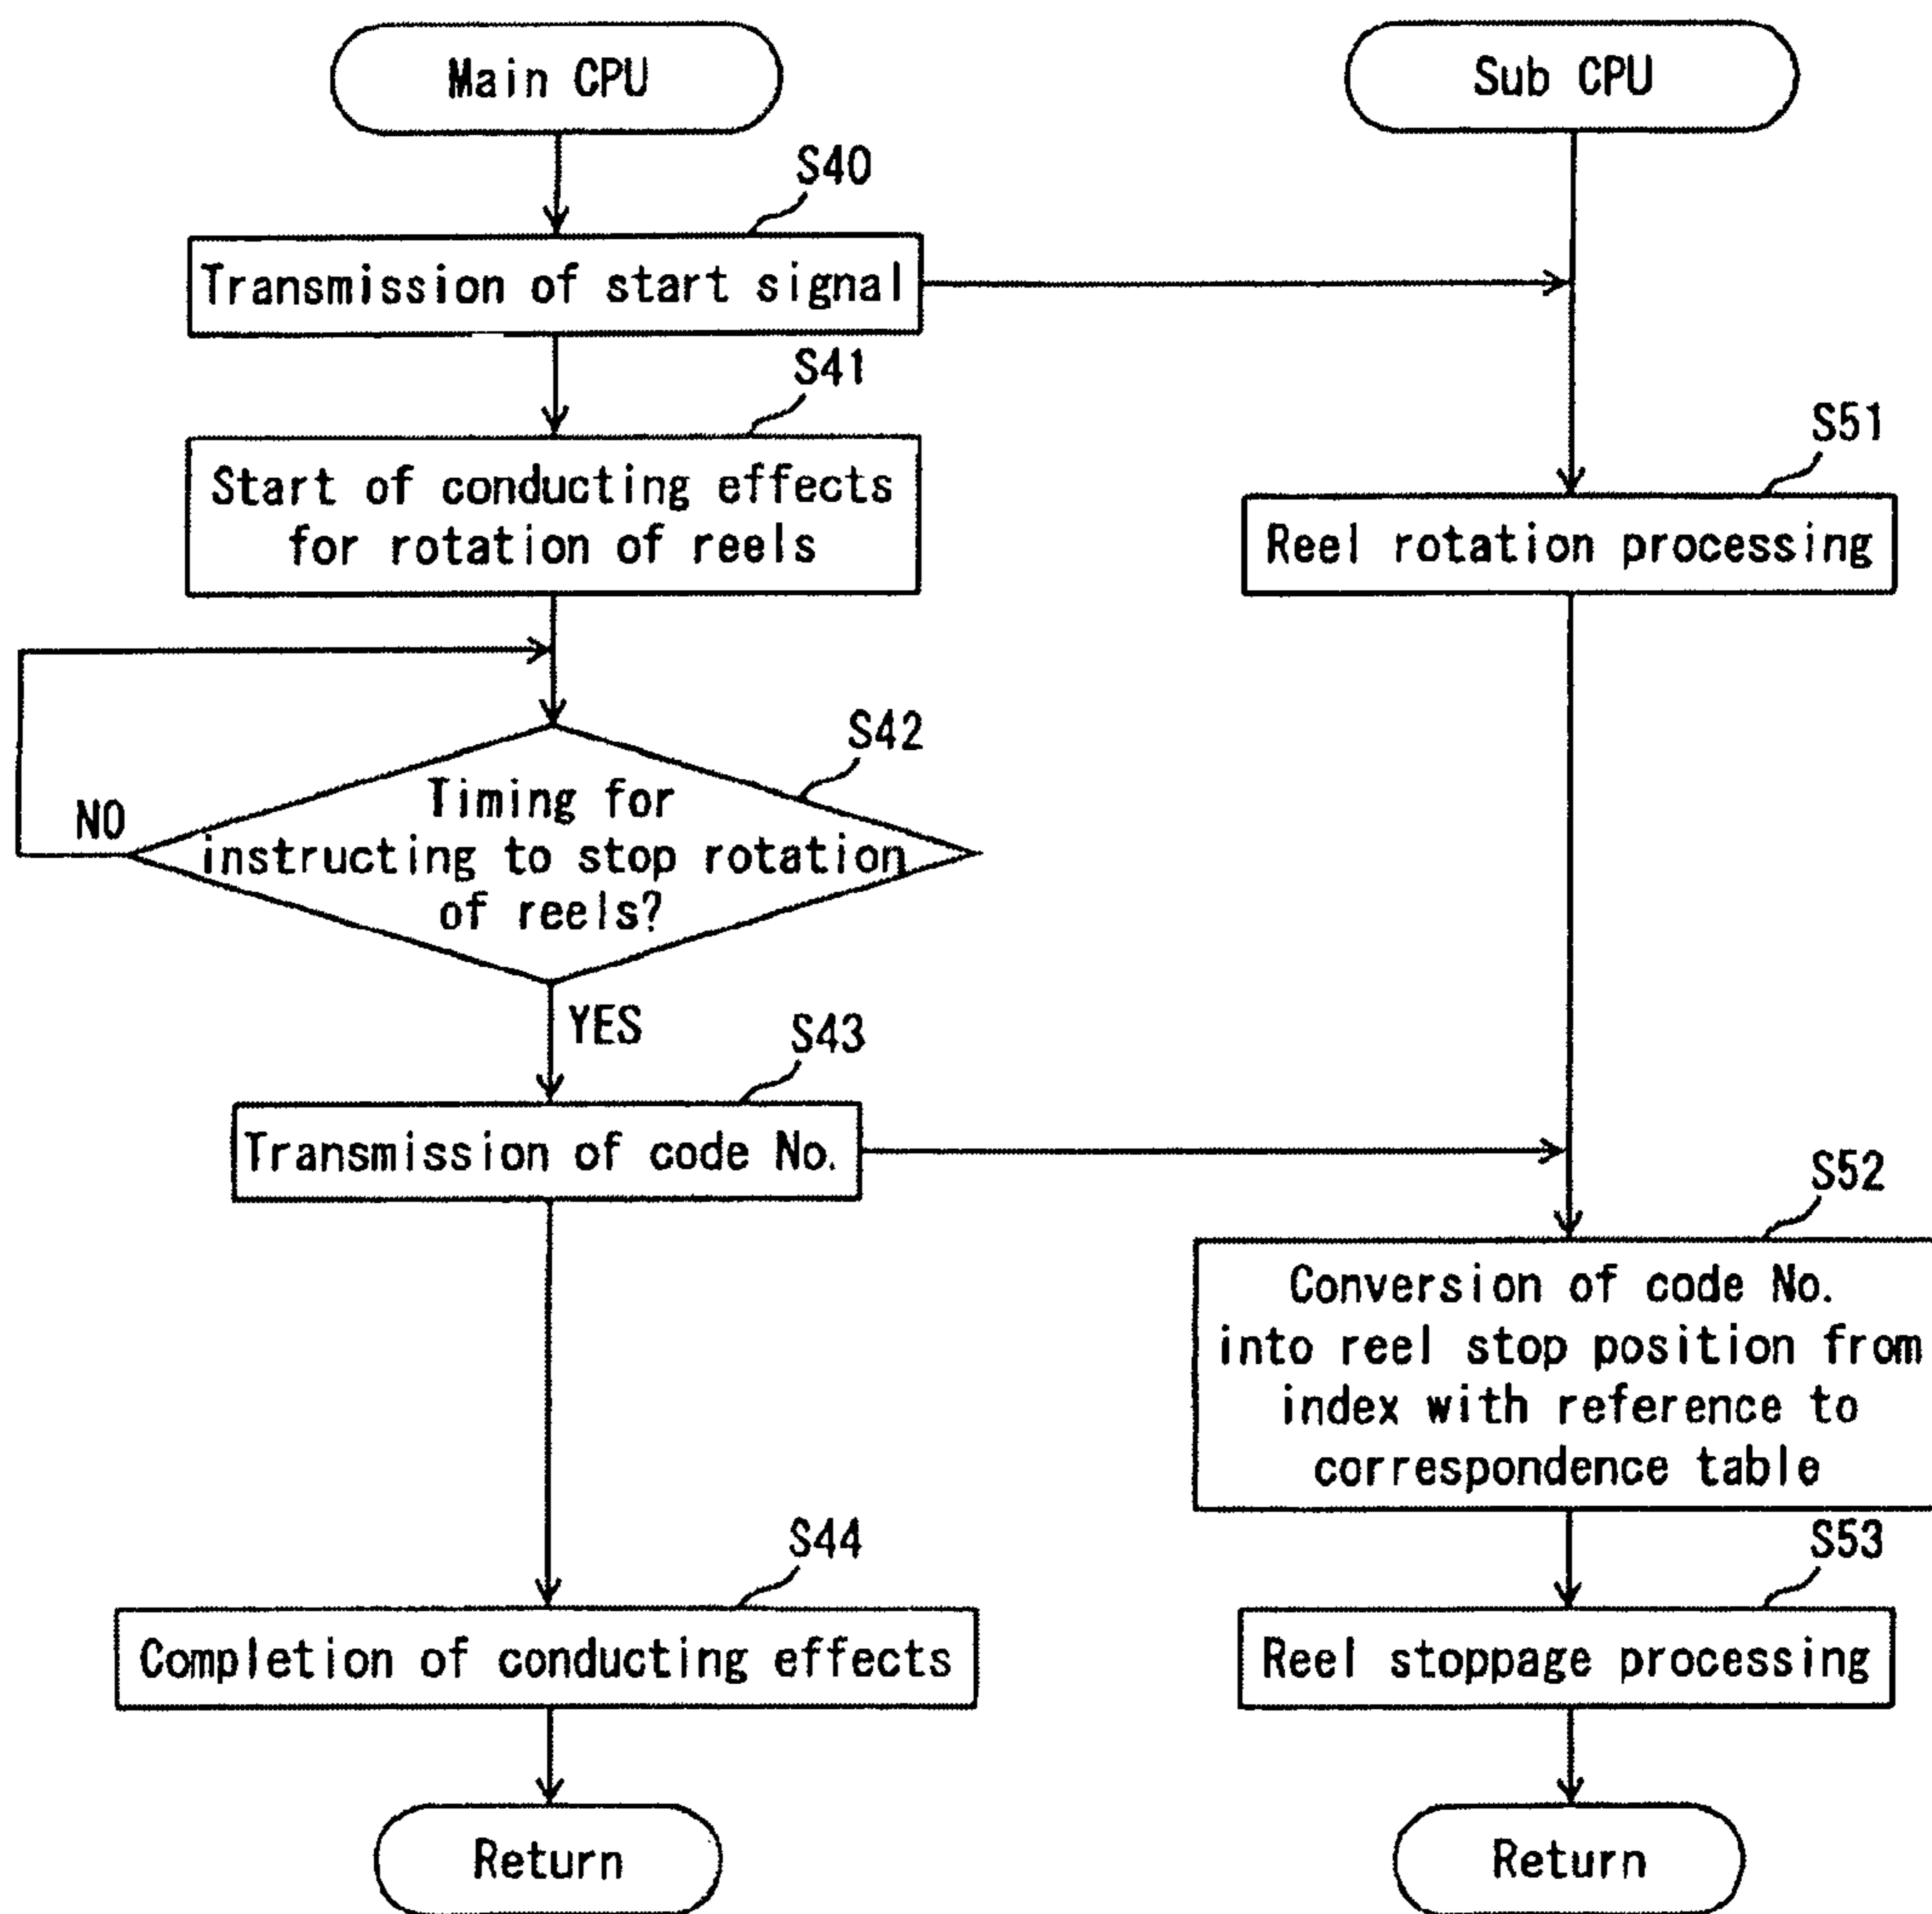 Main CPU
S40
Transmission of start signal
S41
Start of conducting effects
for rotation of reels
S42
Timing for
instructing to stop rotation
of reels?
NO
YES
S43
Transmission of code No.
S44
Completion of conducting effects
Return
Sub CPU
S51
Reel rotation processing
S52
Conversion of code No.
into reel stop position from
index with reference to
correspondence table
S53
Reel stoppage processing
Return